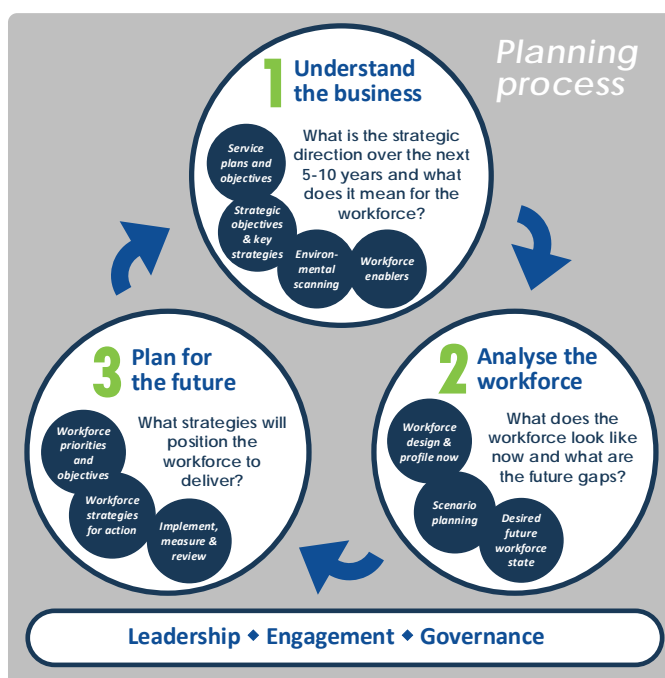 Planning
process
1 Understand
the business
What is the strategic
direction over the next
5-10 years and what
does it mean for the
workforce?
Service
plans and
objectives
Strategic
objectives
& key
strategies
Environ-
mental
scanning
Workforce
enablers
2 Analyse the
workforce
What does the
workforce look like
now and what are
the future gaps?
Workforce
design &
profile now
Scenario
planning
Desired
future
workforce
state
3 Plan for
the future
What strategies will
position the
workforce to
deliver?
Workforce
priorities
and
objectives
Workforce
strategies
for action
Implement,
measure &
review
Leadership ◆ Engagement ◆ Governance